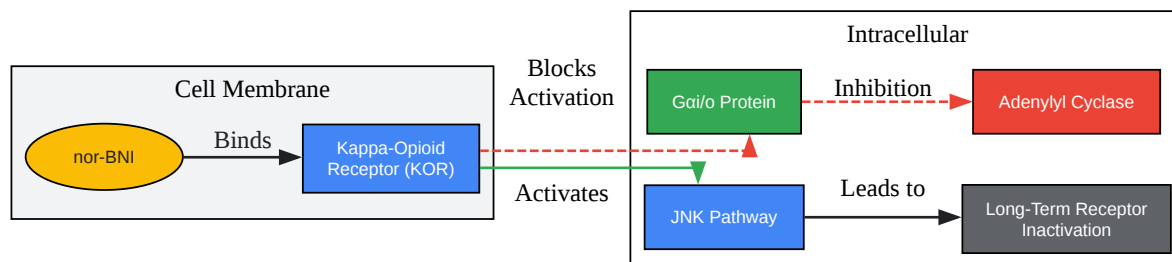 Cell Membrane
nor-BNI
Binds
Kappa-Opioid
Receptor (KOR)
Blocks
Activation
Activates
Intracellular
Gαi/o Protein
Inhibition
Adenylyl Cyclase
JNK Pathway
Leads to
Long-Term Receptor
Inactivation